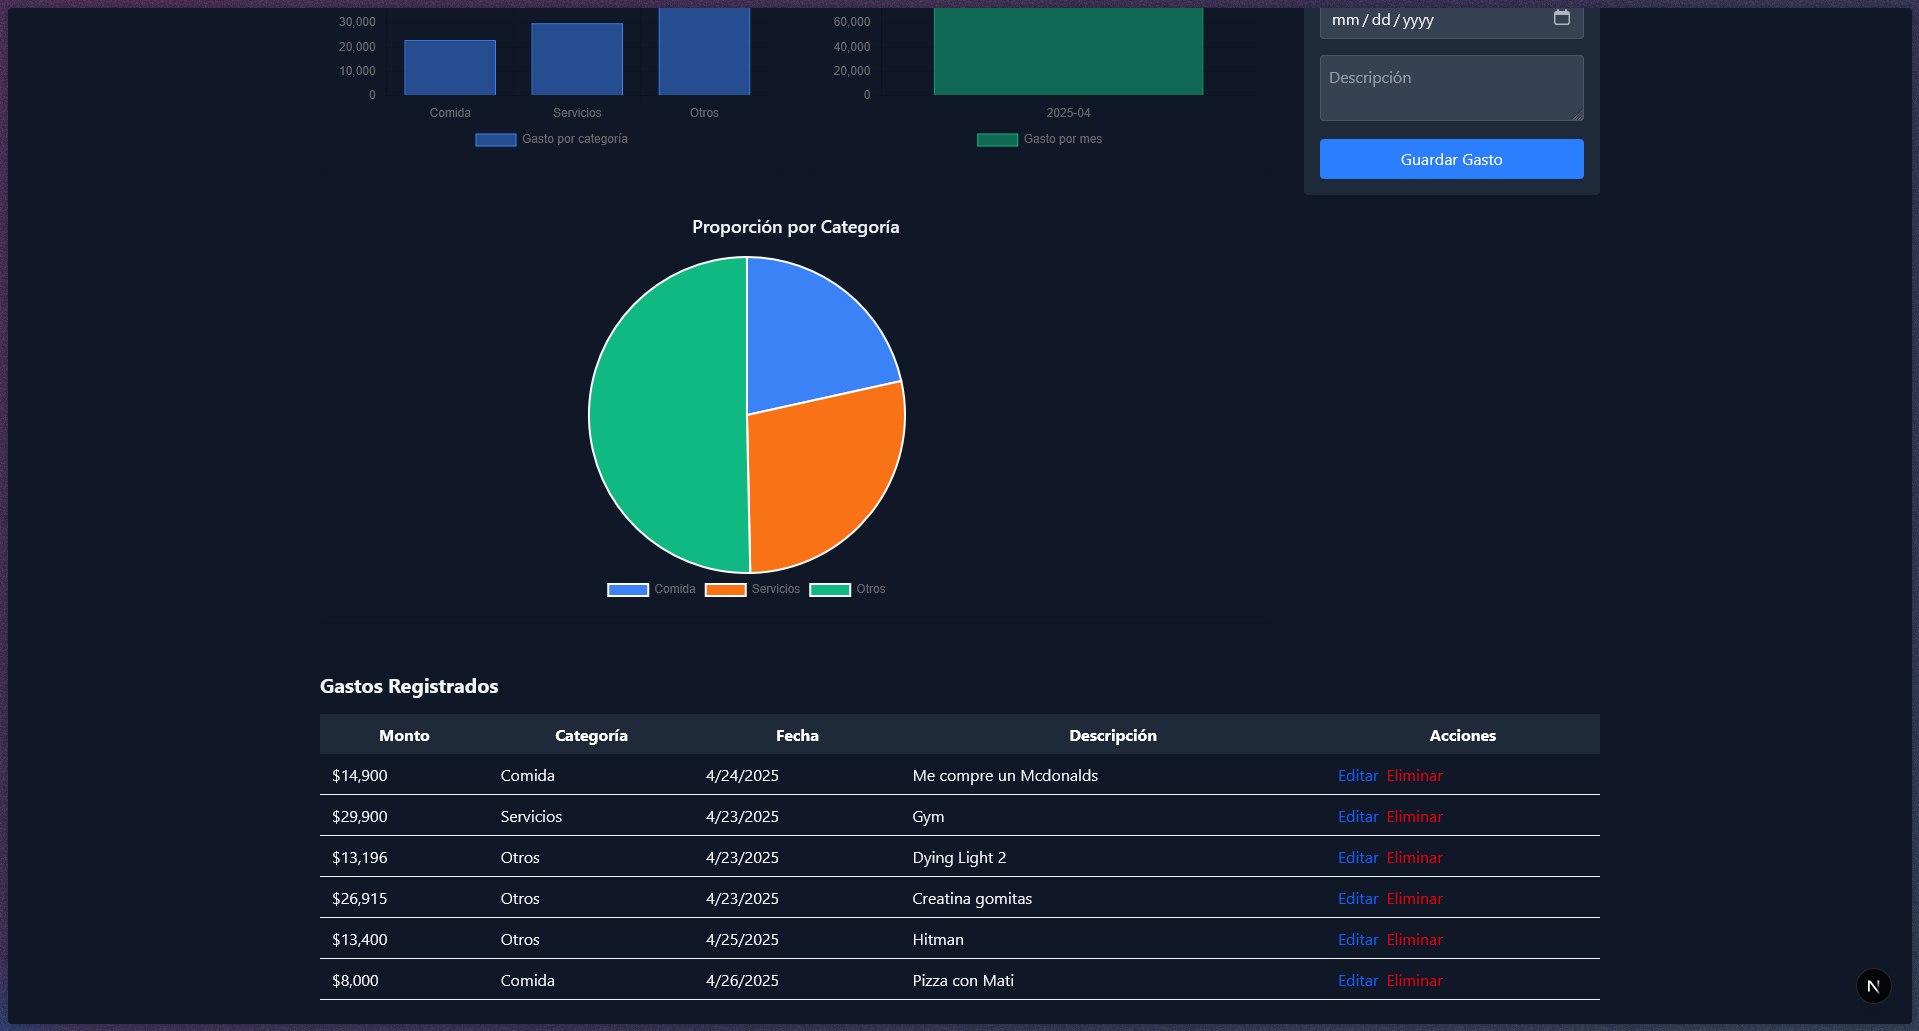 30,000
20,000
10,000
0
Comida Servicios Otros
Gasto por categoría
60,000
40,000
20,000
0
2025-04
Gasto por mes
mm/dd/yyyy
Descripción
Guardar Gasto
Proporción por Categoría
Comida Servicios Otros
Gastos Registrados
Monto Categoría Fecha Descripción Acciones
$14,900 Comida 4/24/2025 Me compre un Mcdonalds Editar Eliminar
$29,900 Servicios 4/23/2025 Gym Editar Eliminar
$13,196 Otros 4/23/2025 Dying Light 2 Editar Eliminar
$26,915 Otros 4/23/2025 Creatina gomitas Editar Eliminar
$13,400 Otros 4/25/2025 Hitman Editar Eliminar
$8,000 Comida 4/26/2025 Pizza con Mati Editar Eliminar
N